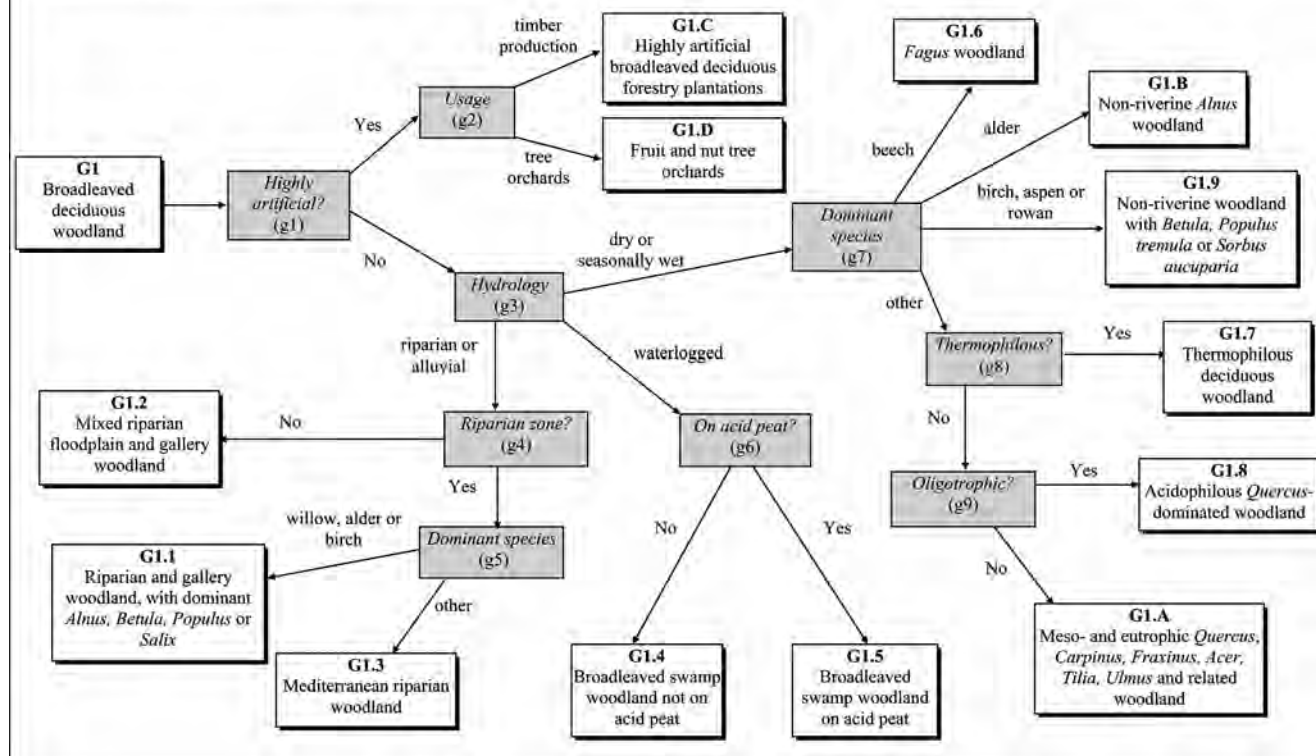 G1
Broadleaved
deciduous
woodland
Highly
artificial?
(g1)
Yes
No
Usage
(g2)
timber
production
tree
orchards
G1.C
Highly artificial
broadleaved deciduous
forestry plantations
G1.D
Fruit and nut tree
orchards
Hydrology
(g3)
dry or
seasonally wet
riparian or
alluvial
waterlogged
Dominant
species
(g7)
beech
alder
birch, aspen or
rowan
other
G1.6
Fagus woodland
G1.B
Non-riverine Alnus
woodland
G1.9
Non-riverine woodland
with Betula, Populus
tremula or Sorbus
aucuparia
Thermophilous?
(g8)
Yes
No
G1.7
Thermophilous
deciduous
woodland
Oligotrophic?
(g9)
Yes
No
G1.8
Acidophilous Quercus-
dominated woodland
G1.A
Meso- and eutrophic Quercus,
Carpinus, Fraxinus, Acer,
Tilia, Ulmus and related
woodland
Riparian zone?
(g4)
No
Yes
G1.2
Mixed riparian
floodplain and gallery
woodland
Dominant species
(g5)
willow, alder or
birch
other
G1.1
Riparian and gallery
woodland, with dominant
Alnus, Betula, Populus or
Salix
G1.3
Mediterranean riparian
woodland
On acid peat?
(g6)
No
Yes
G1.4
Broadleaved swamp
woodland not on
acid peat
G1.5
Broadleaved
swamp woodland
on acid peat